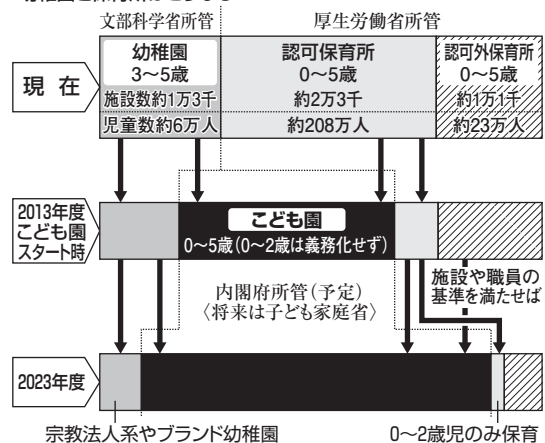 文部科学省所管
厚生労働省所管
現在
幼稚園
3〜5歳
施設数約1万3千
児童数約6万人
認可保育所
0〜5歳
約2万3千
約208万人
認可外保育所
0〜5歳
約1万1千
約23万人
2013年度
こども園
スタート時
こども園
0〜5歳(0〜2歳は義務化せず)
内閣府所管(予定)
〈将来は子ども家庭省〉
施設や職員の
基準を満たせば
2023年度
宗教法人系やブランド幼稚園
0〜2歳児のみ保育